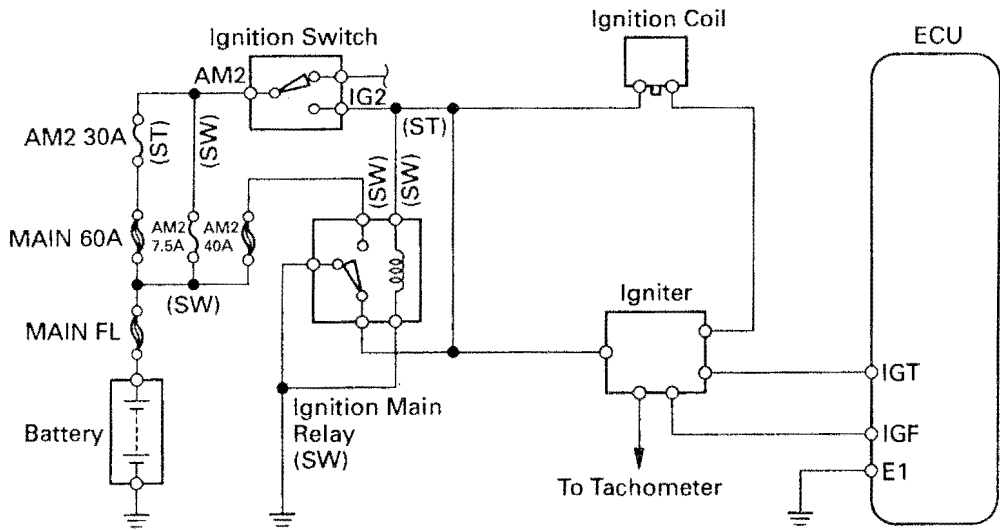 Ignition Coil
ECU
Ignition Switch
AM2
IG2
(ST)
AM2 30A
(ST)
(SW)
(SW)
(SW)
MAIN 60A
AM2
7.5A
AM2
40A
(SW)
Igniter
MAIN FL
IGT
Ignition Main
Relay
(SW)
Battery
IGF
E1
To Tachometer